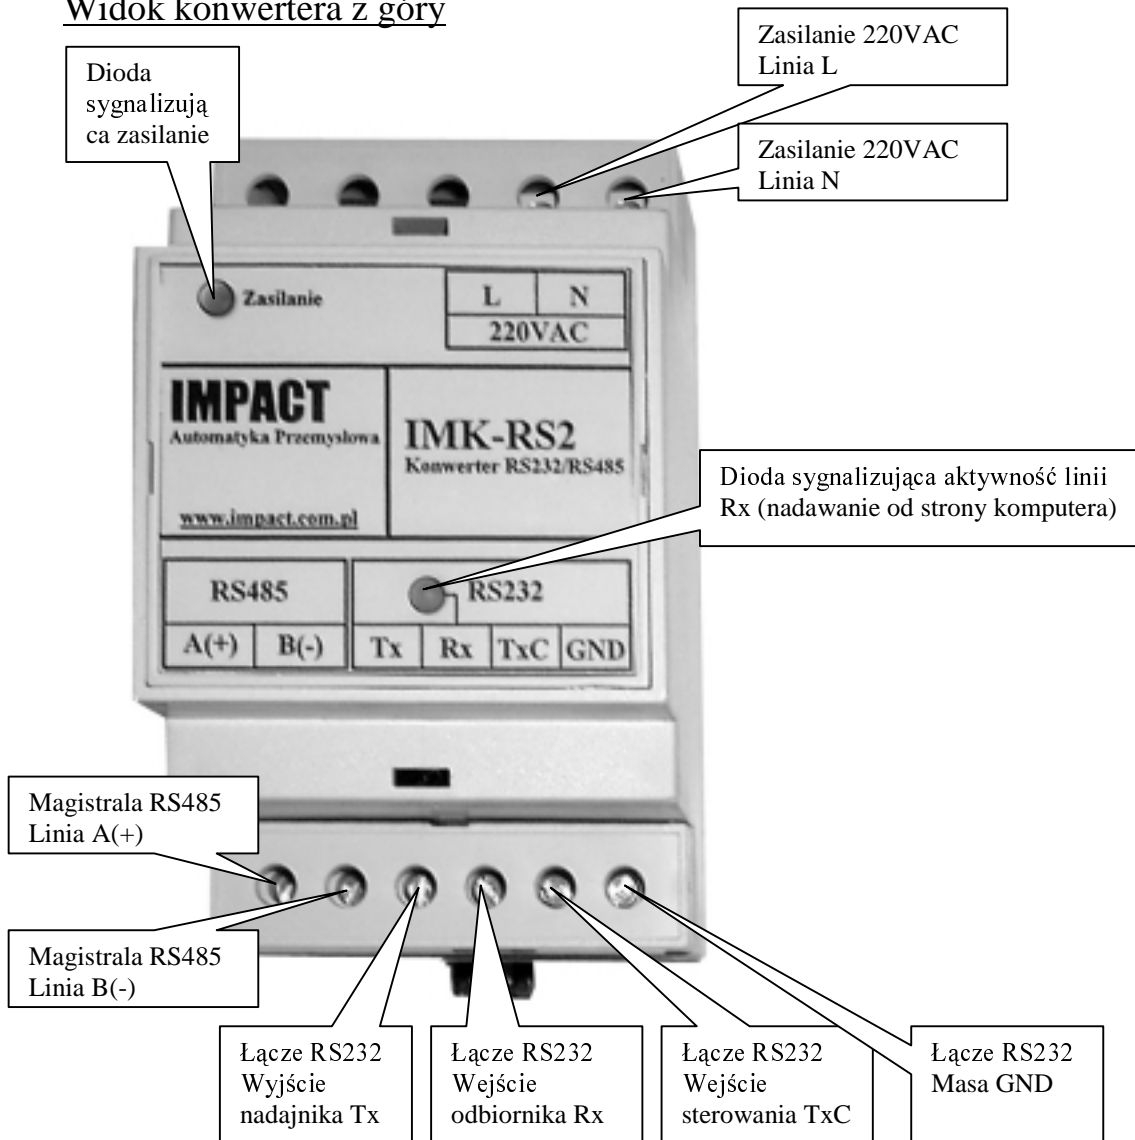 Widok konwertera z góry
Dioda
sygnalizują
ca zasilanie
Zasilanie 220VAC
Linia L
Zasilanie 220VAC
Linia N
Zasilanie
L N
220VAC
IMPACT
Automatyka Przemysłowa
www.impact.com.pl
IMK-RS2
Konwerter RS232/RS485
Dioda sygnalizująca aktywność linii
Rx (nadawanie od strony komputera)
RS485
A(+) B(-)
RS232
Tx Rx TxC GND
Magistrala RS485
Linia A(+)
Magistrala RS485
Linia B(-)
Łącze RS232
Wyjście
nadajnika Tx
Łącze RS232
Wejście
odbiornika Rx
Łącze RS232
Wejście
sterowania TxC
Łącze RS232
Masa GND